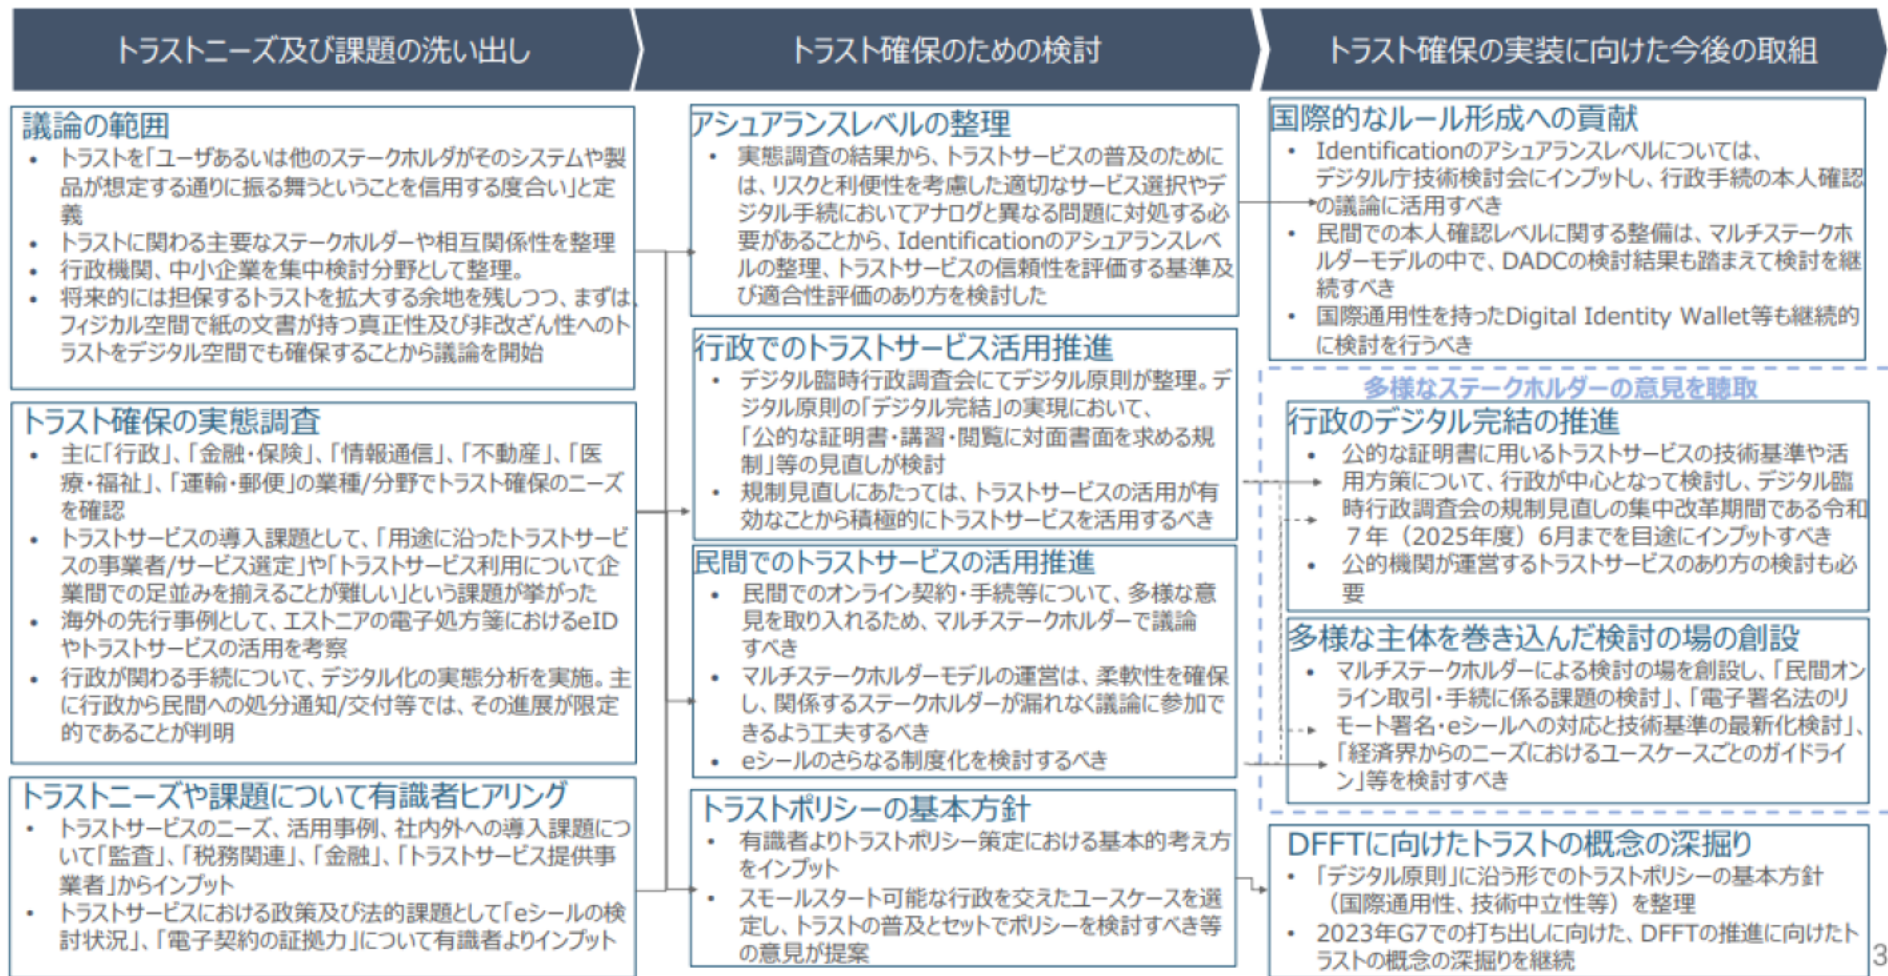 トラストニーズ及び課題の洗い出し
トラスト確保のための検討
トラスト確保の実装に向けた今後の取組
議論の範囲
• トラストを「ユーザあるいは他のステークホルダがそのシステムや製
品が想定する通りに振る舞うということを信用する度合い」と定
義
• トラストに関わる主要なステークホルダーや相互関係性を整理
• 行政機関、中小企業を集中検討分野として整理。
• 将来的には担保するトラストを拡大する余地を残しつつ、まずは、
フィジカル空間で紙の文書が持つ真正性及び非改ざん性へのト
ラストをデジタル空間でも確保することから議論を開始
トラスト確保の実態調査
• 主に「行政」、「金融・保険」、「情報通信」、「不動産」、「医
療・福祉」、「運輸・郵便」の業種/分野でトラスト確保のニーズ
を確認
• トラストサービスの導入課題として、「用途に沿ったトラストサービ
スの事業者/サービス選定」や「トラストサービス利用について企
業間での足並みを揃えることが難しい」という課題が挙がった
• 海外の先行事例として、エストニアの電子処方箋におけるeID
やトラストサービスの活用を考察
• 行政が関わる手続について、デジタル化の実態分析を実施。主
に行政から民間への処分通知/交付等では、その進展が限定
的であることが判明
トラストニーズや課題について有識者ヒアリング
• トラストサービスのニーズ、活用事例、社内外への導入課題につ
いて「監査」、「税務関連」、「金融」、「トラストサービス提供事
業者」からインプット
• トラストサービスにおける政策及び法的課題として「eシールの検
討状況」、「電子契約の証拠力」について有識者よりインプット
アシュアランスレベルの整理
• 実態調査の結果から、トラストサービスの普及のために
は、リスクと利便性を考慮した適切なサービス選択やデ
ジタル手続においてアナログと異なる問題に対処する必
要があることから、Identificationのアシュアランスレベ
ルの整理、トラストサービスの信頼性を評価する基準及
び適合性評価のあり方を検討した
行政でのトラストサービス活用推進
• デジタル臨時行政調査会にてデジタル原則が整理。デ
ジタル原則の「デジタル完結」の実現において、
「公的な証明書・講習・閲覧に対面書面を求める規
制」等の見直しが検討
• 規制見直しにあたっては、トラストサービスの活用が有
効なことから積極的にトラストサービスを活用するべき
民間でのトラストサービスの活用推進
• 民間でのオンライン契約・手続等について、多様な意
見を取り入れるため、マルチステークホルダーで議論
すべき
• マルチステークホルダーモデルの運営は、柔軟性を確保
し、関係するステークホルダーが漏れなく議論に参加で
きるよう工夫するべき
• eシールのさらなる制度化を検討するべき
トラストポリシーの基本方針
• 有識者よりトラストポリシー策定における基本的考え方
をインプット
• スモールスタート可能な行政を交えたユースケースを選
定し、トラストの普及とセットでポリシーを検討すべき等
の意見が提案
国際的なルール形成への貢献
• Identificationのアシュアランスレベルについては、
デジタル庁技術検討会にインプットし、行政手続の本人確認
の議論に活用すべき
• 民間での本人確認レベルに関する整備は、マルチステークホ
ルダーモデルの中で、DADCの検討結果も踏まえて検討を継
続すべき
• 国際通用性を持ったDigital Identity Wallet等も継続的
に検討を行うべき
多様なステークホルダーの意見を聴取
行政のデジタル完結の推進
• 公的な証明書に用いるトラストサービスの技術基準や活
用方策について、行政が中心となって検討し、デジタル臨
時行政調査会の規制見直しの集中改革期間である令和
7年（2025年度）6月までを目途にインプットすべき
• 公的機関が運営するトラストサービスのあり方の検討も必
要
多様な主体を巻き込んだ検討の場の創設
• マルチステークホルダーによる検討の場を創設し、「民間オン
ライン取引・手続に係る課題の検討」、「電子署名法のリ
モート署名・eシールへの対応と技術基準の最新化検討」、
「経済界からのニーズにおけるユースケースごとのガイドライ
ン」等を検討すべき
DFFTに向けたトラストの概念の深掘り
• 「デジタル原則」に沿う形でのトラストポリシーの基本方針
（国際通用性、技術中立性等）を整理
• 2023年G7での打ち出しに向けた、DFFTの推進に向けたト
ラストの概念の深掘りを継続
3